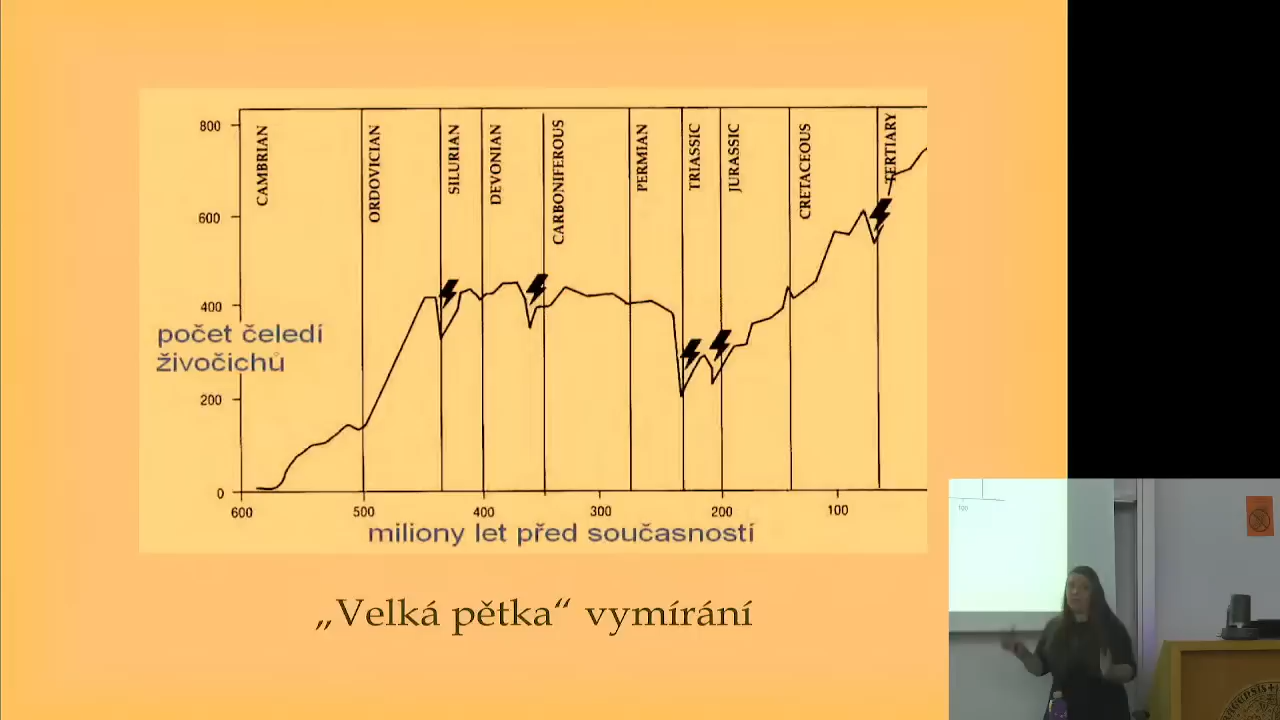 800
600
400
200
0
CAMBRIAN
ORDOVICIAN
SILURIAN
DEVONIAN
CARBONIFEROUS
PERMIAN
TRIASSIC
JURASSIC
CRETACEOUS
TERTIARY
počet čeledí
živočichů
600 500 400 300 200 100
miliony let před současností
„Velká pětka“ vymírání
100